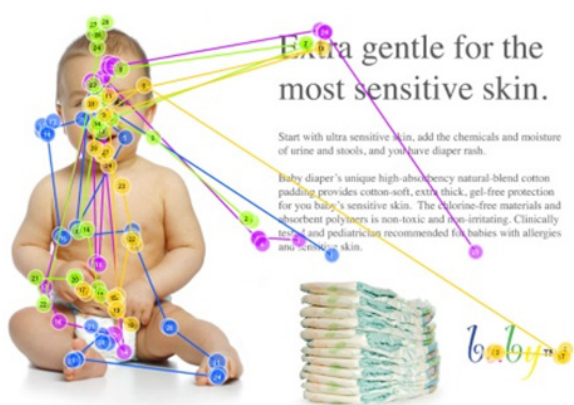 Extra gentle for the
most sensitive skin.
Start with ultra sensitive skin, add the chemicals and moisture
of urine and stools, and you have diaper rash.
Baby diaper's unique high-absorbency natural-blend cotton
padding provides cotton-soft, extra thick, gel-free protection
for you baby's sensitive skin. The chlorine-free materials and
absorbent polymers is non-toxic and non-irritating. Clinically
tested and pediatrician recommended for babies with allergies
and sensitive skin.
baby